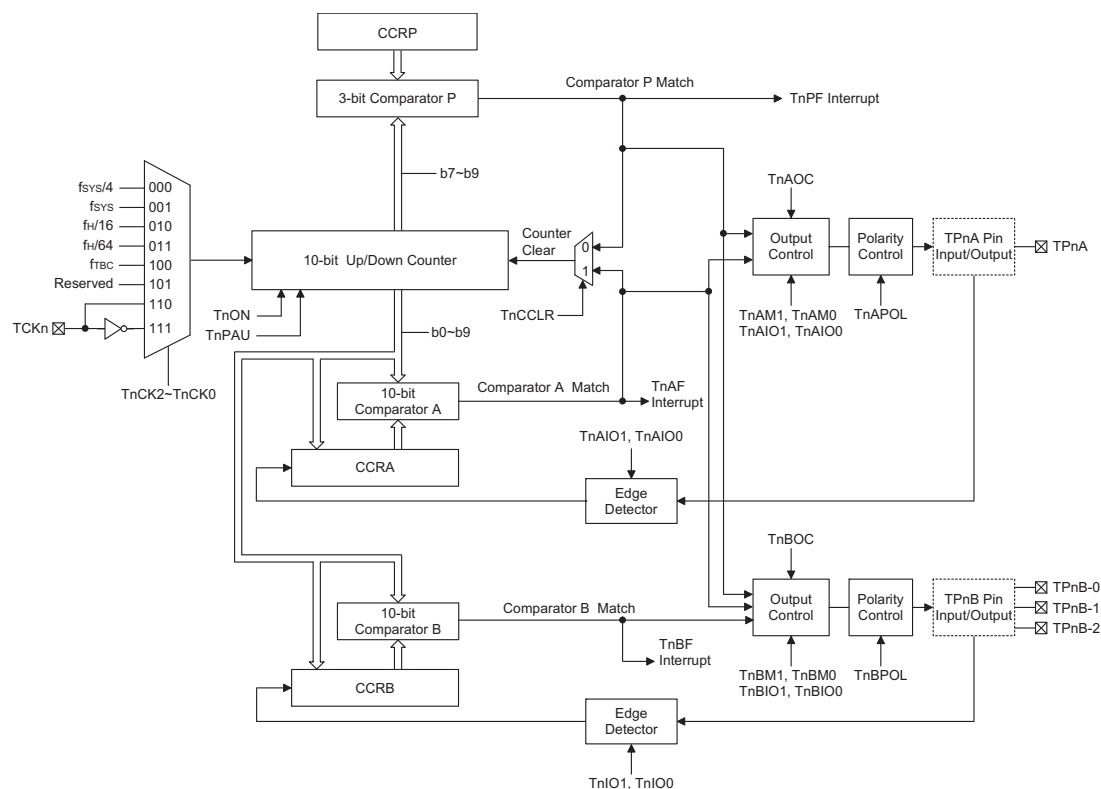 CCRP
3-bit Comparator P
Comparator P Match
TnPF Interrupt
b7~b9
fSYS/4
000
fSYS
001
fH/16
010
fH/64
011
fTBC
100
Reserved
101
110
TCKn
111
TnCK2~TnCK0
10-bit Up/Down Counter
Counter
Clear
0
1
TnON
TnPAU
TnCCLR
b0~b9
TnAOC
Output
Control
Polarity
Control
TPnA Pin
Input/Output
TPnA
TnAM1, TnAM0
TnAIO1, TnAIO0
TnAPOL
10-bit
Comparator A
Comparator A Match
TnAF
Interrupt
CCRA
TnAIO1, TnAIO0
Edge
Detector
TnBOC
10-bit
Comparator B
Comparator B Match
TnBF
Interrupt
Output
Control
Polarity
Control
TPnB Pin
Input/Output
TPnB-0
TPnB-1
TPnB-2
TnBM1, TnBM0
TnBIO1, TnBIO0
TnBPOL
CCRB
Edge
Detector
TnIO1, TnIO0